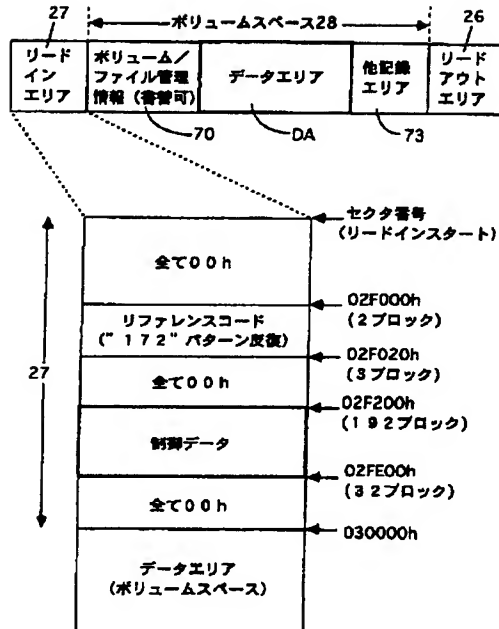 27
ボリュームスペース28
26
リード
イン
エリア
ボリューム／
ファイル管理
情報（書替可）
データエリア
他記録
エリア
リード
アウト
エリア
70
DA
73
セクタ番号
(リードインスタート)
全て００h
02F000h
(２ブロック)
リファレンスコード
("１７２"パターン反復)
02F020h
(３ブロック)
27
全て００h
02F200h
(１９２ブロック)
制御データ
02FE00h
(３２ブロック)
全て００h
030000h
データエリア
(ボリュームスペース)